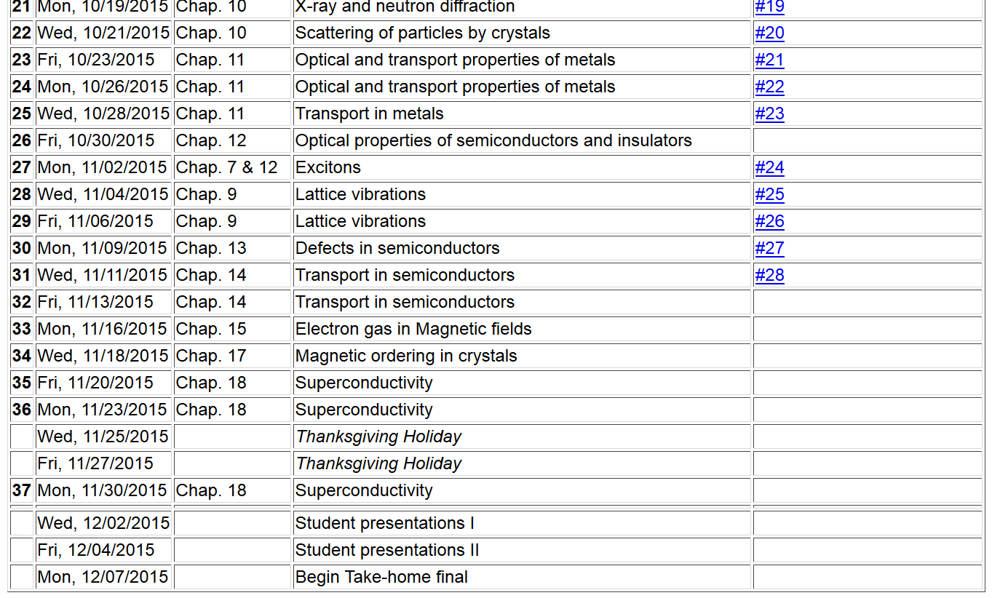 21 Mon, 10/19/2015 Chap. 10 X-ray and neutron diffraction #19
22 Wed, 10/21/2015 Chap. 10 Scattering of particles by crystals #20
23 Fri, 10/23/2015 Chap. 11 Optical and transport properties of metals #21
24 Mon, 10/26/2015 Chap. 11 Optical and transport properties of metals #22
25 Wed, 10/28/2015 Chap. 11 Transport in metals #23
26 Fri, 10/30/2015 Chap. 12 Optical properties of semiconductors and insulators
27 Mon, 11/02/2015 Chap. 7 & 12 Excitons #24
28 Wed, 11/04/2015 Chap. 9 Lattice vibrations #25
29 Fri, 11/06/2015 Chap. 9 Lattice vibrations #26
30 Mon, 11/09/2015 Chap. 13 Defects in semiconductors #27
31 Wed, 11/11/2015 Chap. 14 Transport in semiconductors #28
32 Fri, 11/13/2015 Chap. 14 Transport in semiconductors
33 Mon, 11/16/2015 Chap. 15 Electron gas in Magnetic fields
34 Wed, 11/18/2015 Chap. 17 Magnetic ordering in crystals
35 Fri, 11/20/2015 Chap. 18 Superconductivity
36 Mon, 11/23/2015 Chap. 18 Superconductivity
Wed, 11/25/2015 Thanksgiving Holiday
Fri, 11/27/2015 Thanksgiving Holiday
37 Mon, 11/30/2015 Chap. 18 Superconductivity
Wed, 12/02/2015 Student presentations I
Fri, 12/04/2015 Student presentations II
Mon, 12/07/2015 Begin Take-home final